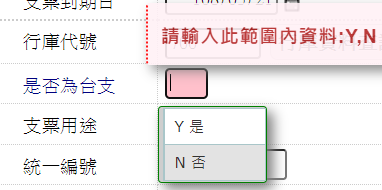 支票到期日
行庫代號
請輸入此範圍內資料:Y,N
是否為台支
支票用途
Y 是
N 否
統一編號